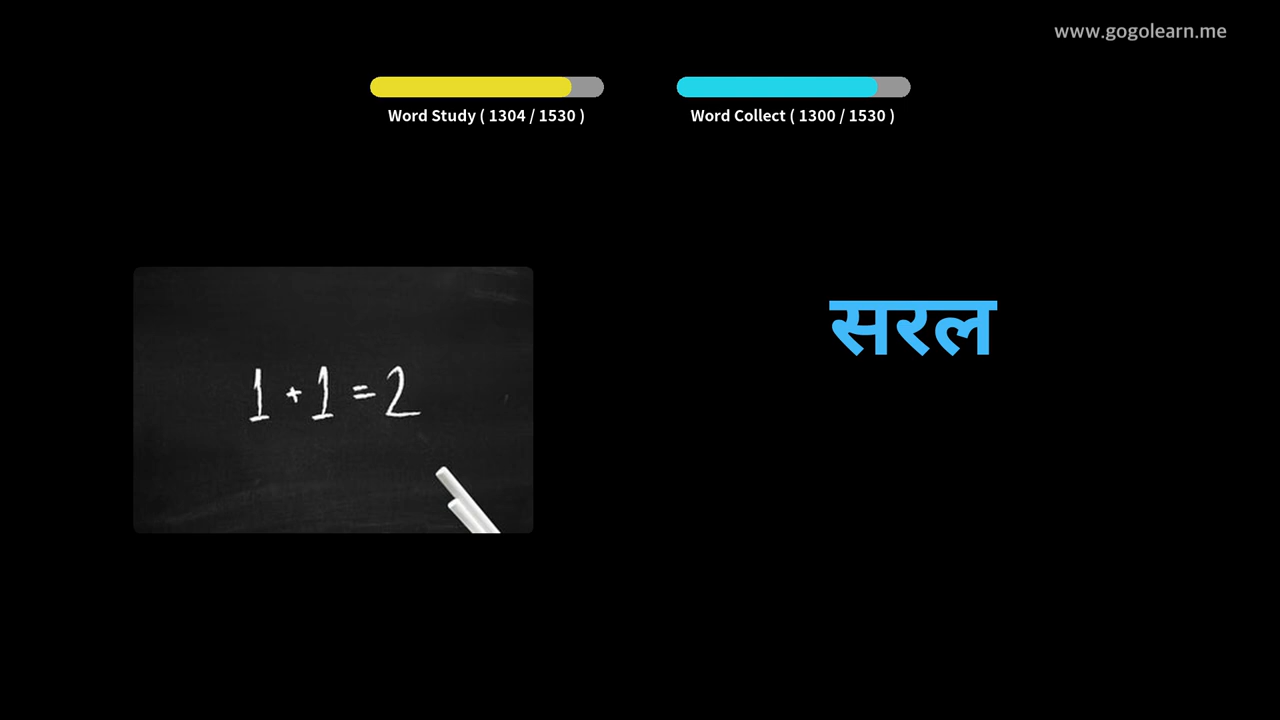 www.gogolearn.me
Word Study ( 1304 / 1530 )
Word Collect ( 1300 / 1530 )
सरल
1 + 1 = 2